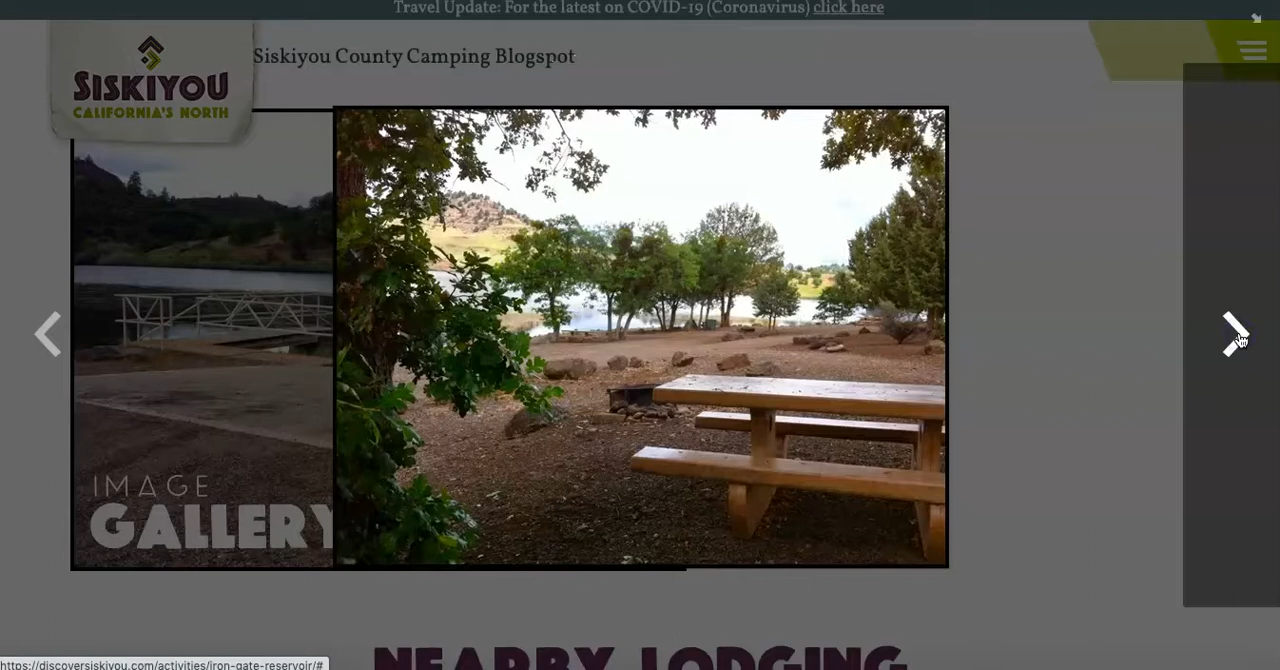 Travel Update: For the latest on COVID-19 (Coronavirus) click here
Siskiyou County Camping Blogspot
SISKIYOU
CALIFORNIA'S NORTH
IMAGE
GALLERY
NEARBY LODGING
https://discoversiskiyou.com/activities/iron-gate-reservoir/#